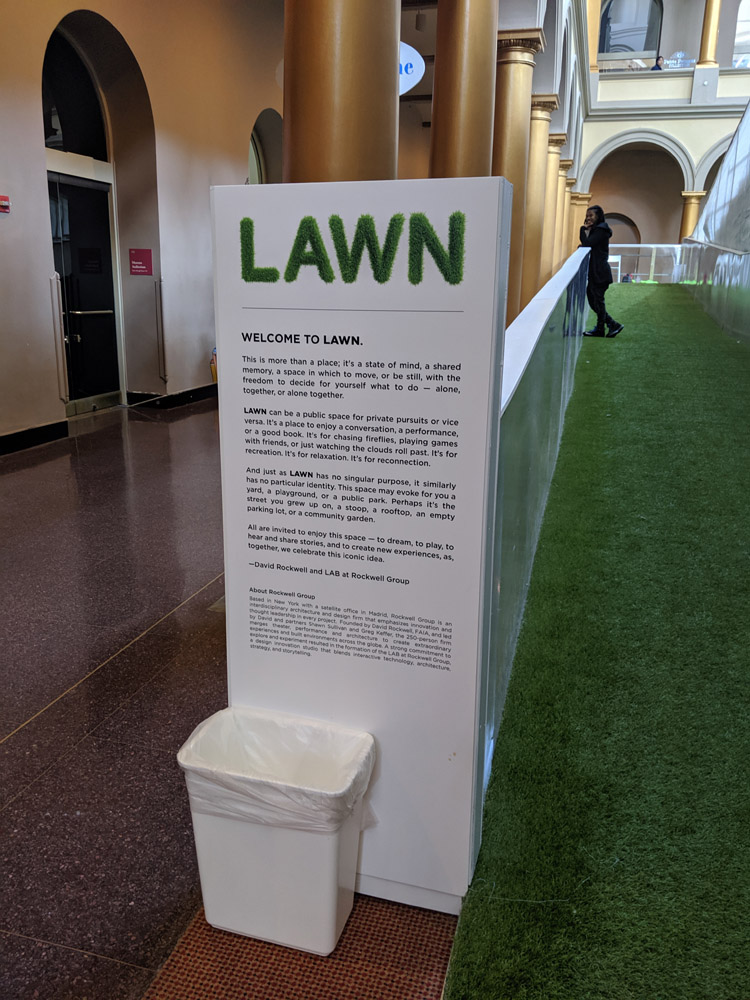 ne
LAWN
WELCOME TO LAWN.
This is more than a place; it's a state of mind, a shared
memory, a space in which to move, or be still, with the
freedom to decide for yourself what to do — alone,
together, or alone together.
LAWN can be a public space for private pursuits or vice
versa. It's a place to enjoy a conversation, a performance,
or a good book. It's for chasing fireflies, playing games
with friends, or just watching the clouds roll past. It's for
recreation. It's for relaxation. It's for reconnection.
And just as LAWN has no singular purpose, it similarly
has no particular identity. This space may evoke for you a
yard, a playground, or a public park. Perhaps it's the
street you grew up on, a stoop, a rooftop, an empty
parking lot, or a community garden.
All are invited to enjoy this space — to dream, to play, to
hear and share stories, and to create new experiences, as,
together, we celebrate this iconic idea.
—David Rockwell and LAB at Rockwell Group
About Rockwell Group
Based in New York with a satellite office in Madrid, Rockwell Group is an
interdisciplinary architecture and design firm that emphasizes innovation and
thought leadership in every project. Founded by David Rockwell, FAIA, and led
by David and partners Shawn Sullivan and Greg Keffer, the 250-person firm
merges theater, performance and architecture to create extraordinary
experiences and built environments across the globe. A strong commitment to
explore and experiment resulted in the formation of the LAB at Rockwell Group,
a design innovation studio that blends interactive technology, architecture,
strategy, and storytelling.